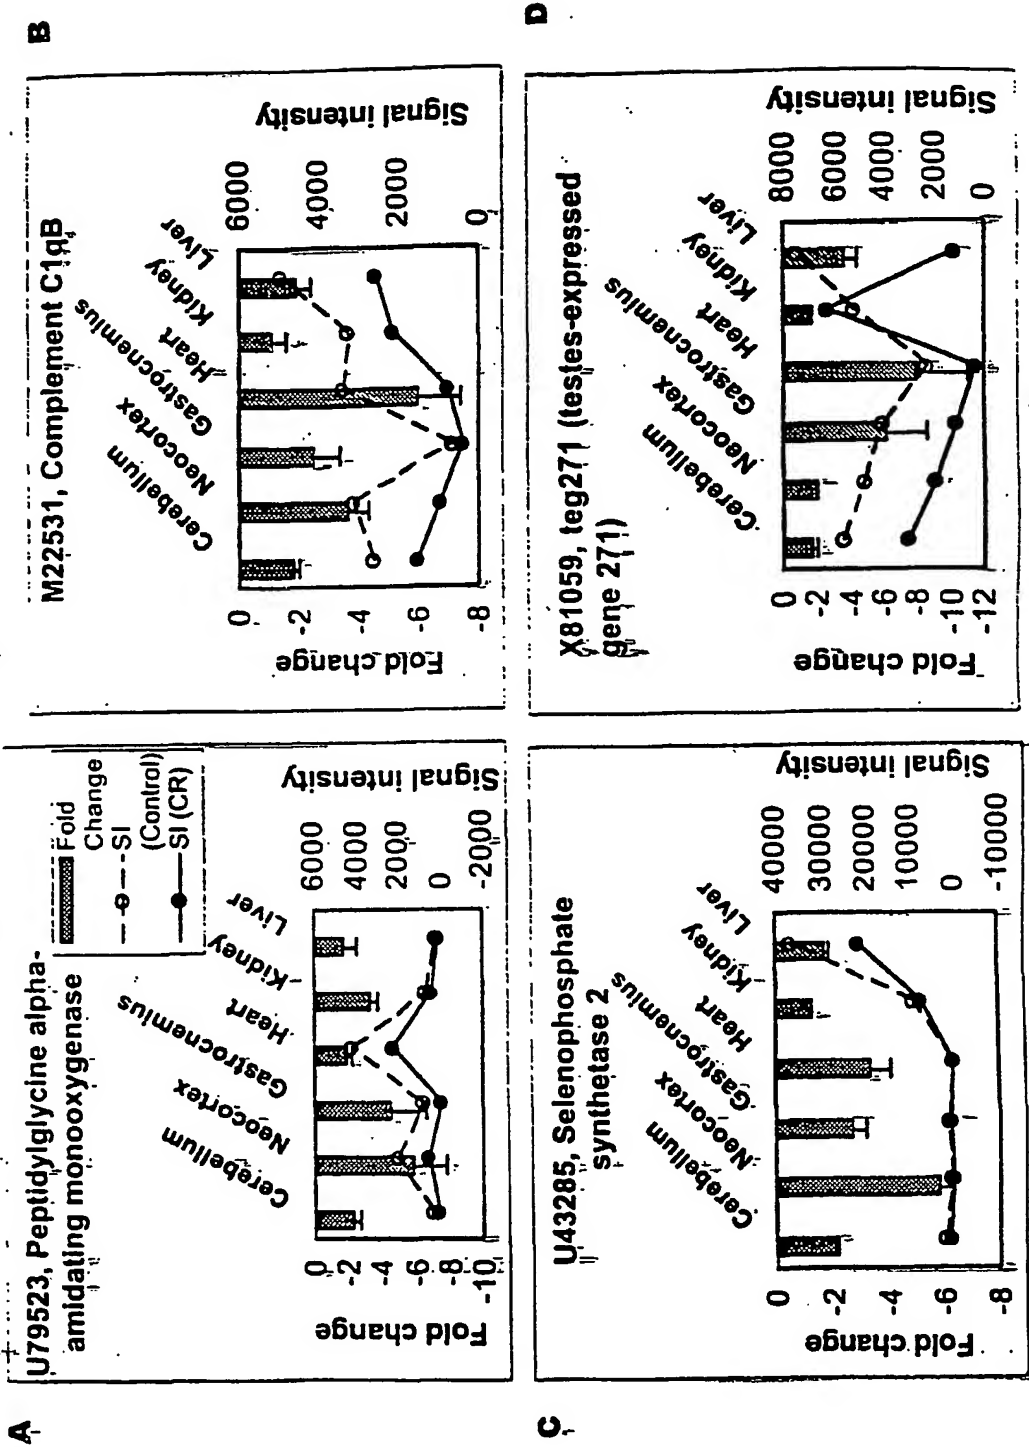 A
U79523, Peptidylglycine alpha-
amidating monooxygenase
Fold
Change
SI
(Control)
SI (CR)
Cerebellum
Neocortex
Gastrocnemius
Heart
Kidney
Liver
Fold change
0
-2
-4
-6
-8
-10
6000
4000
2000
0
-2000
Signal intensity
B
M22531, Complement C1qB
Cerebellum
Neocortex
Gastrocnemius
Heart
Kidney
Liver
Fold change
0
-2
-4
-6
-8
6000
4000
2000
0
Signal intensity
C
U43285, Selenophosphate
synthetase 2
Cerebellum
Neocortex
Gastrocnemius
Heart
Kidney
Liver
Fold change
0
-2
-4
-6
-8
40000
30000
20000
10000
0
-10000
Signal intensity
D
X81059, teg271 (testes-expressed
gene 271)
Cerebellum
Neocortex
Gastrocnemius
Heart
Kidney
Liver
Fold change
0
-2
-4
-6
-8
-10
-12
8000
6000
4000
2000
0
Signal intensity